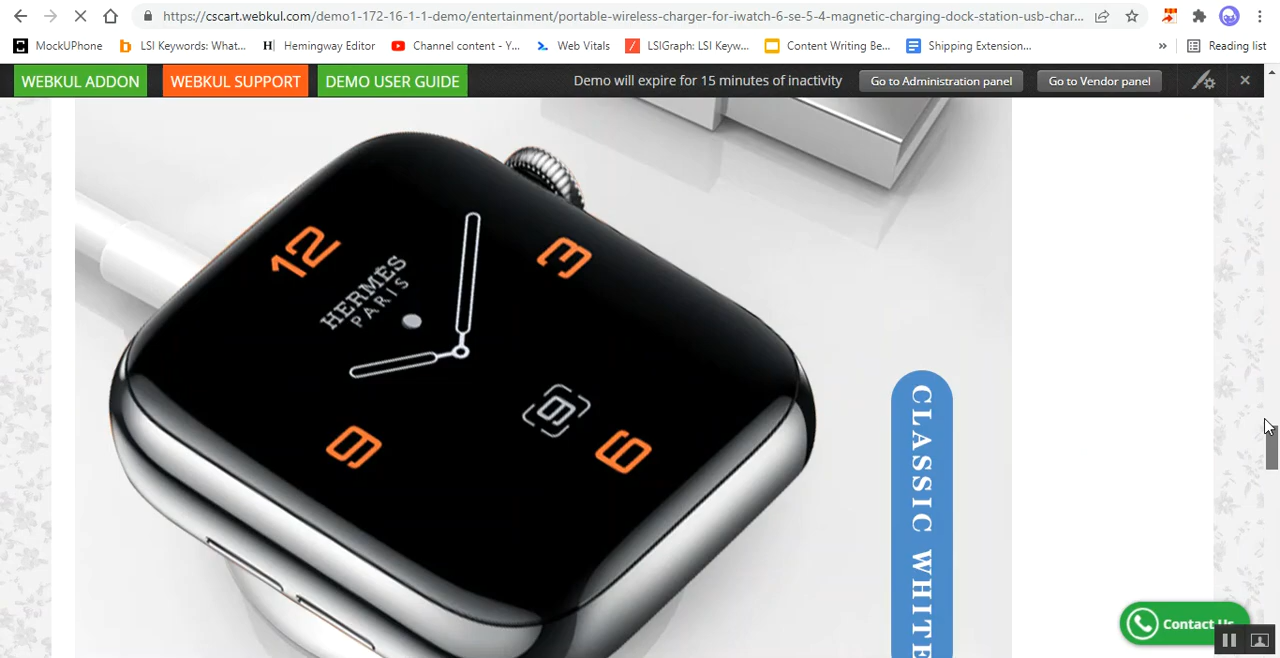 https://cscart.webkul.com/demo1-172-16-1-1-demo/entertainment/portable-wireless-charger-for-iwatch-6-se-5-4-magnetic-charging-dock-station-usb-char...
MockUPhone
LSI Keywords: What...
Hemingway Editor
Channel content - Y...
Web Vitals
LSIGraph: LSI Keyw...
Content Writing Be...
Shipping Extension...
»
Reading list
WEBKUL ADDON
WEBKUL SUPPORT
DEMO USER GUIDE
Demo will expire for 15 minutes of inactivity
Go to Administration panel
Go to Vendor panel
12
3
HERMÈS
PARIS
9
9
6
CLASSIC WHITE
Contact Us